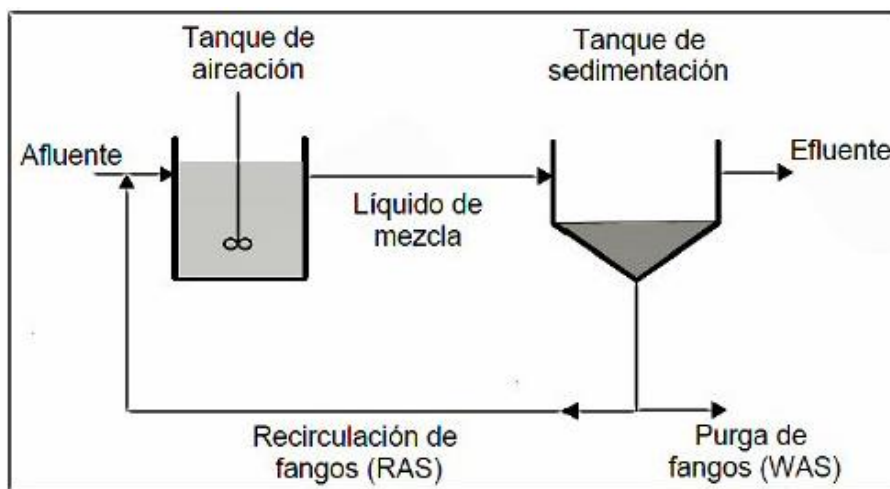 Tanque de
aireación
Tanque de
sedimentación
Afluente
Efluente
Líquido de
mezcla
Recirculación de
fangos (RAS)
Purga de
fangos (WAS)